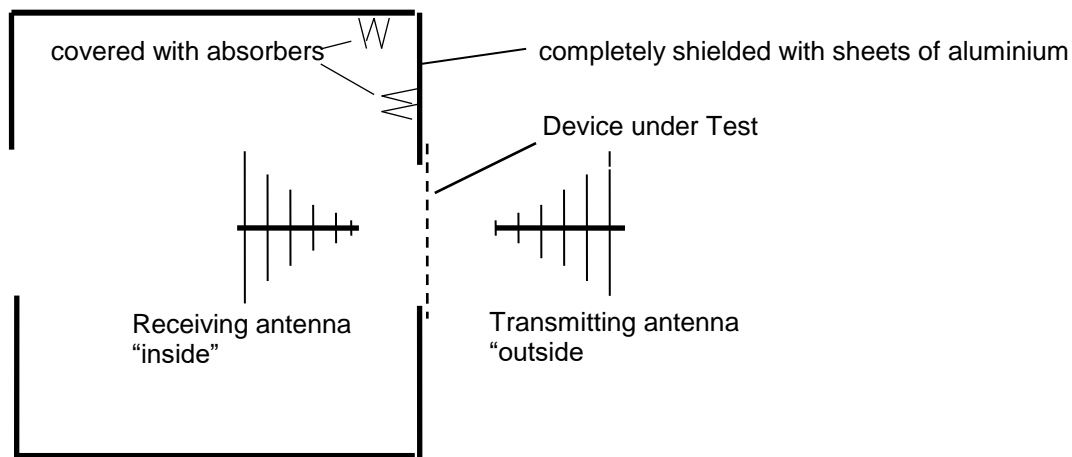 covered with absorbers
completely shielded with sheets of aluminium
Device under Test
Receiving antenna
“inside”
Transmitting antenna
“outside